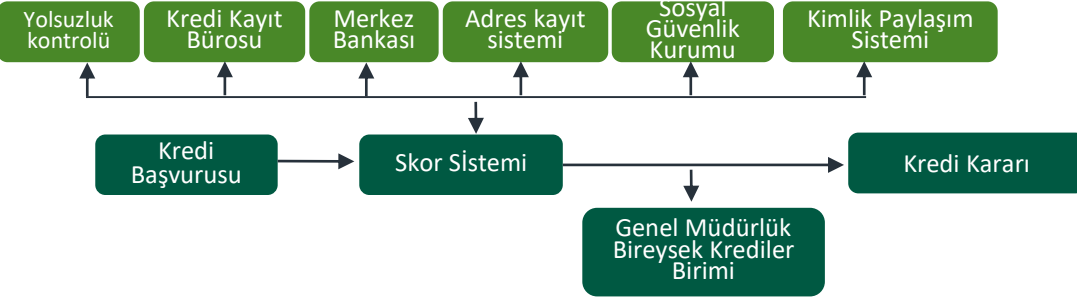 Yolsuzluk
kontrolü
Kredi Kayıt
Bürosu
Merkez
Bankası
Adres kayıt
sistemi
Sosyal
Güvenlik
Kurumu
Kimlik Paylaşım
Sistemi
Kredi
Başvurusu
Skor Sİstemi
Kredi Kararı
Genel Müdürlük
Bireysek Krediler
Birimi